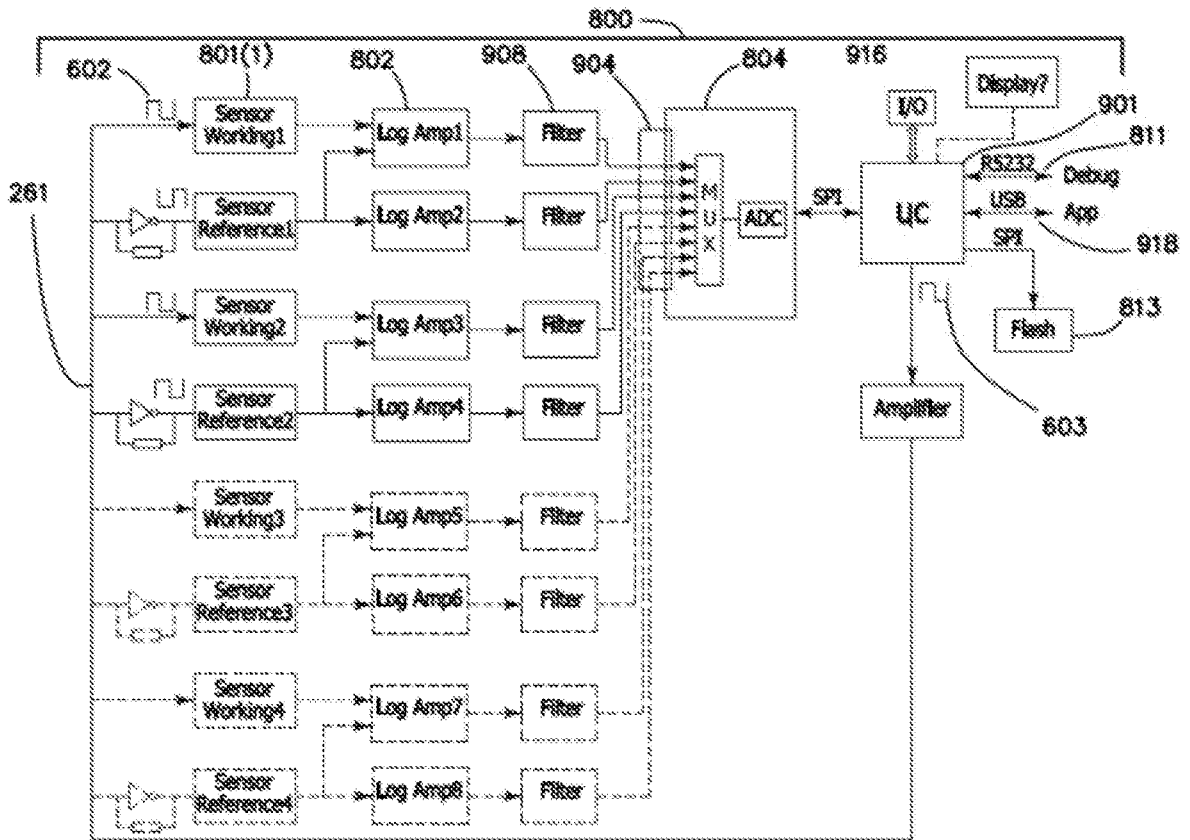 800
602
801(1)
802
908
904
804
916
Display?
I/O
901
811
Sensor
Working1
Log Amp1
Filter
RS232
Debug
261
Sensor
Reference1
Log Amp2
Filter
MUX
ADC
SPI
UC
USB
App
SPI
918
Sensor
Working2
Log Amp3
Filter
Flash
813
Sensor
Reference2
Log Amp4
Filter
Amplifier
603
Sensor
Working3
Log Amp5
Filter
Sensor
Reference3
Log Amp6
Filter
Sensor
Working4
Log Amp7
Filter
Sensor
Reference4
Log Amp8
Filter